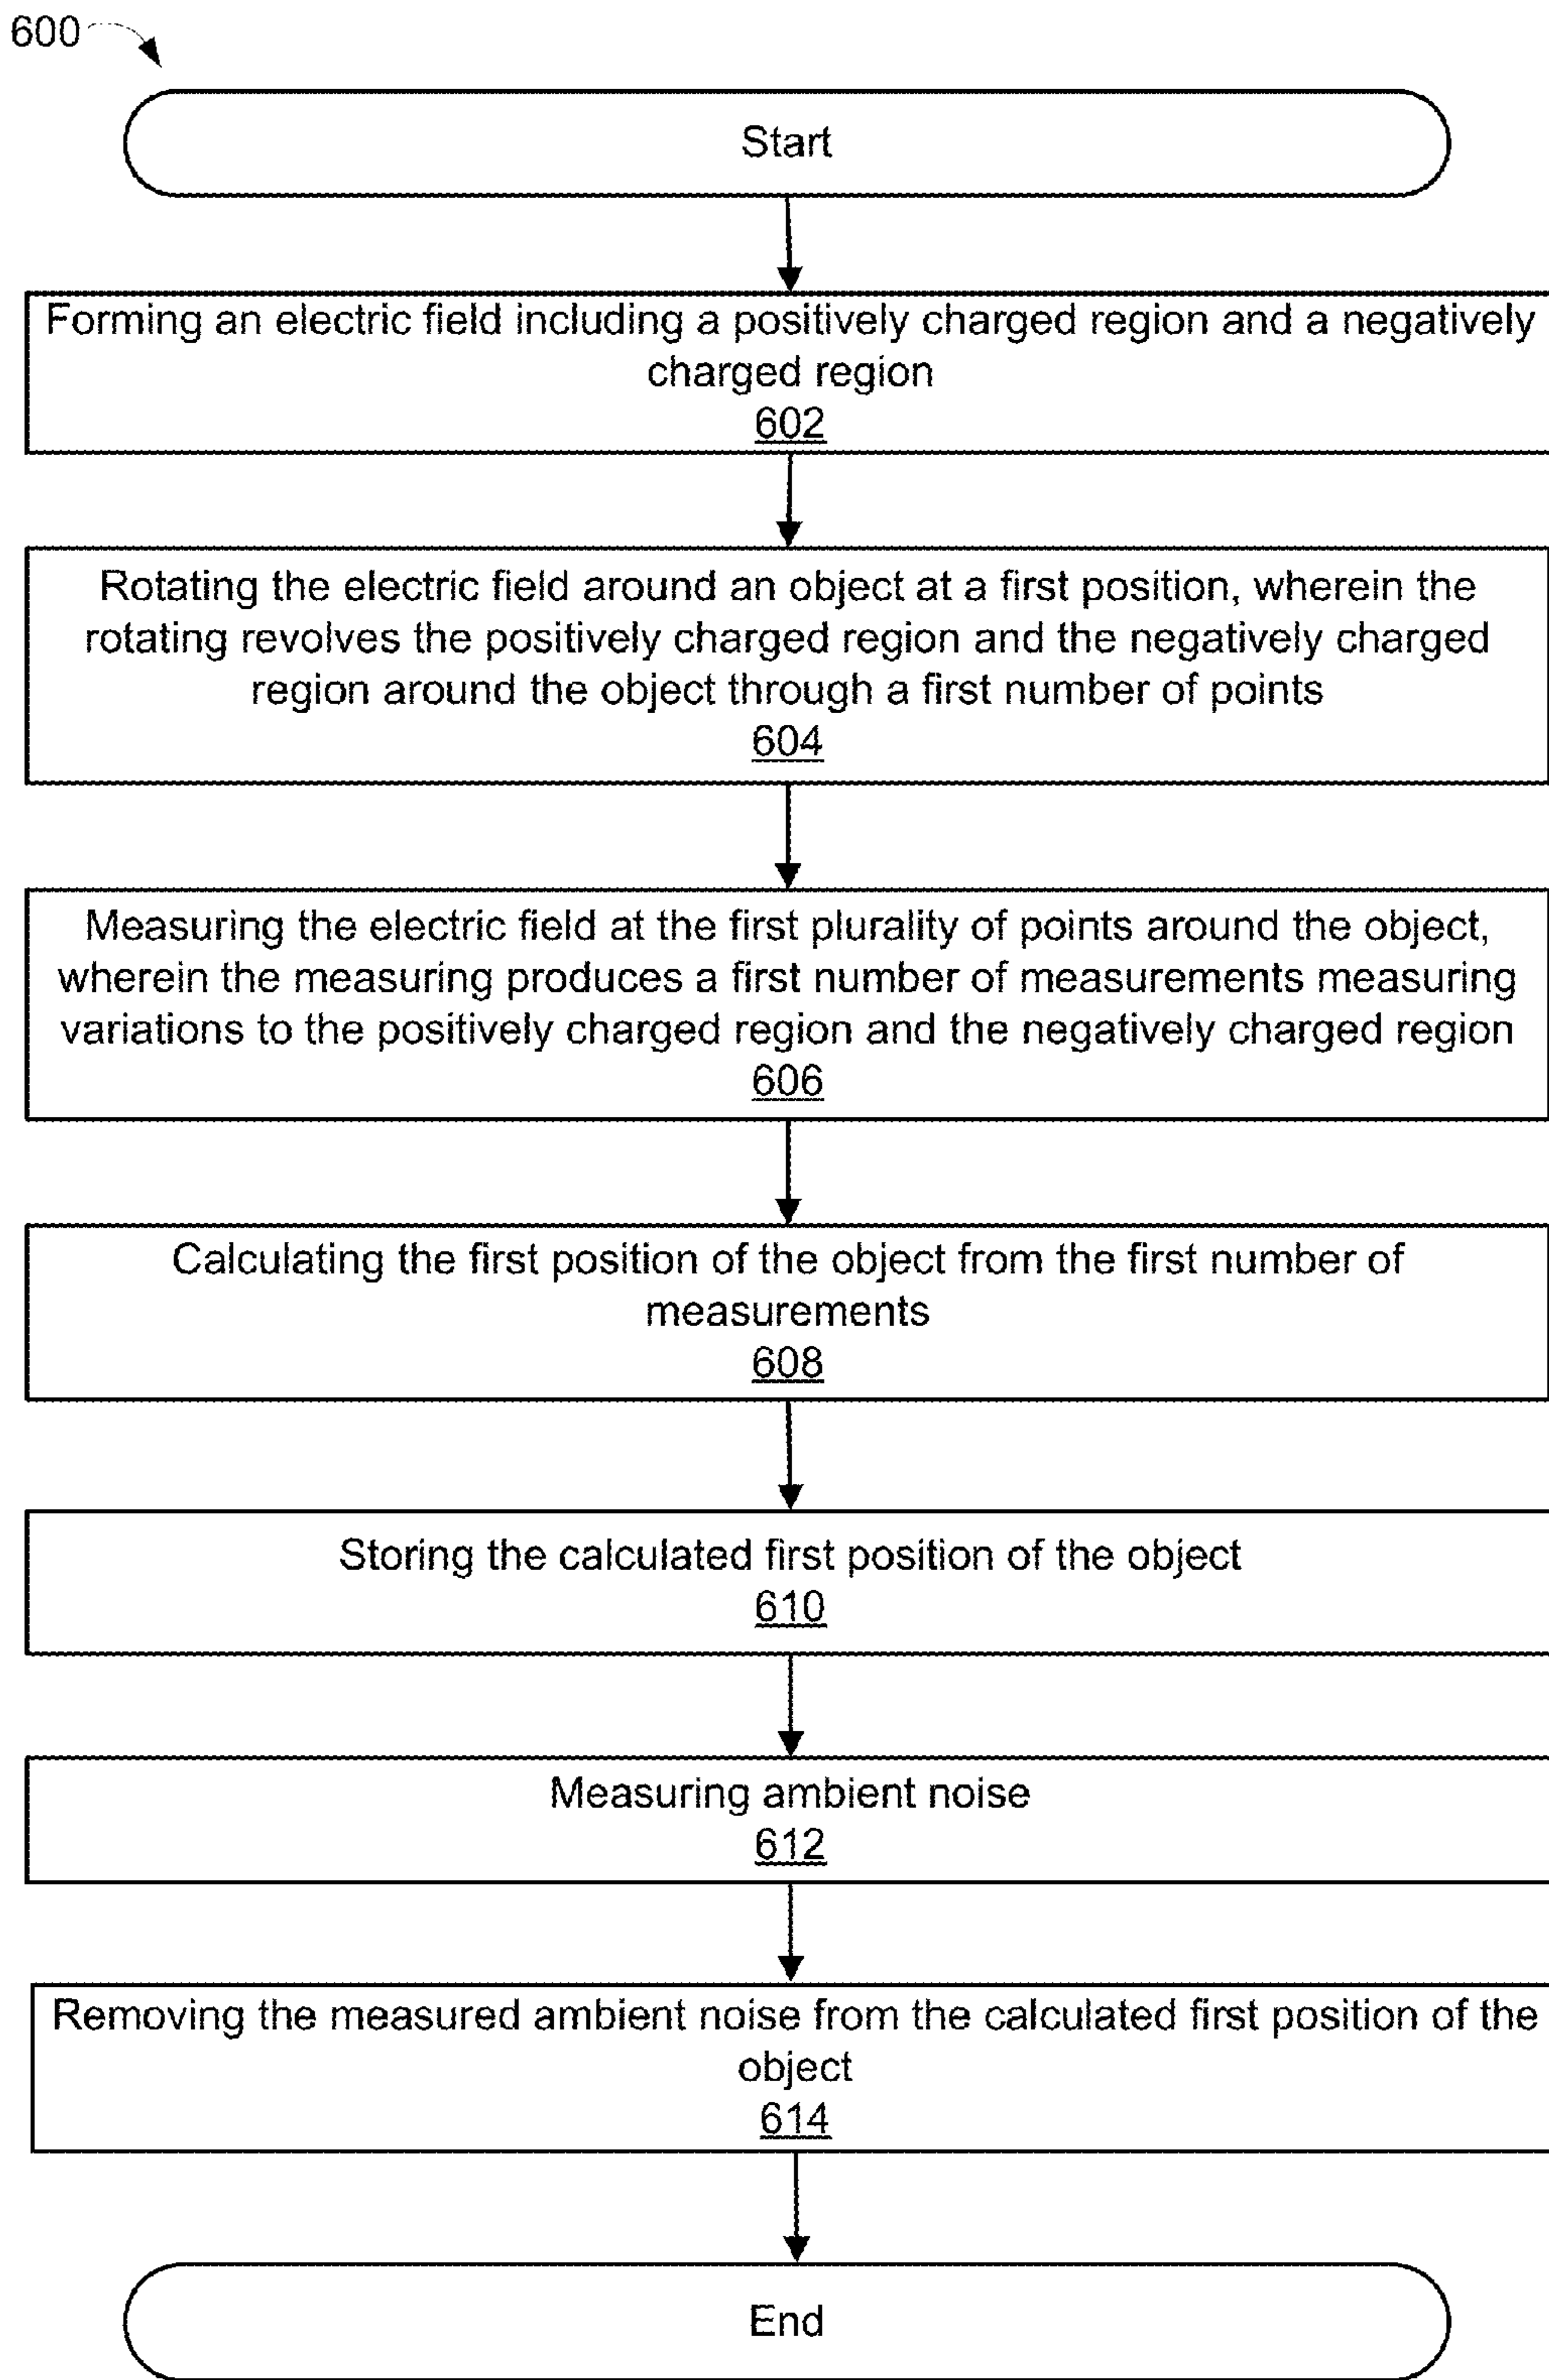 600
Start
Forming an electric field including a positively charged region and a negatively
charged region
602
Rotating the electric field around an object at a first position, wherein the
rotating revolves the positively charged region and the negatively charged
region around the object through a first number of points
604
Measuring the electric field at the first plurality of points around the object,
wherein the measuring produces a first number of measurements measuring
variations to the positively charged region and the negatively charged region
606
Calculating the first position of the object from the first number of
measurements
608
Storing the calculated first position of the object
610
Measuring ambient noise
612
Removing the measured ambient noise from the calculated first position of the
object
614
End